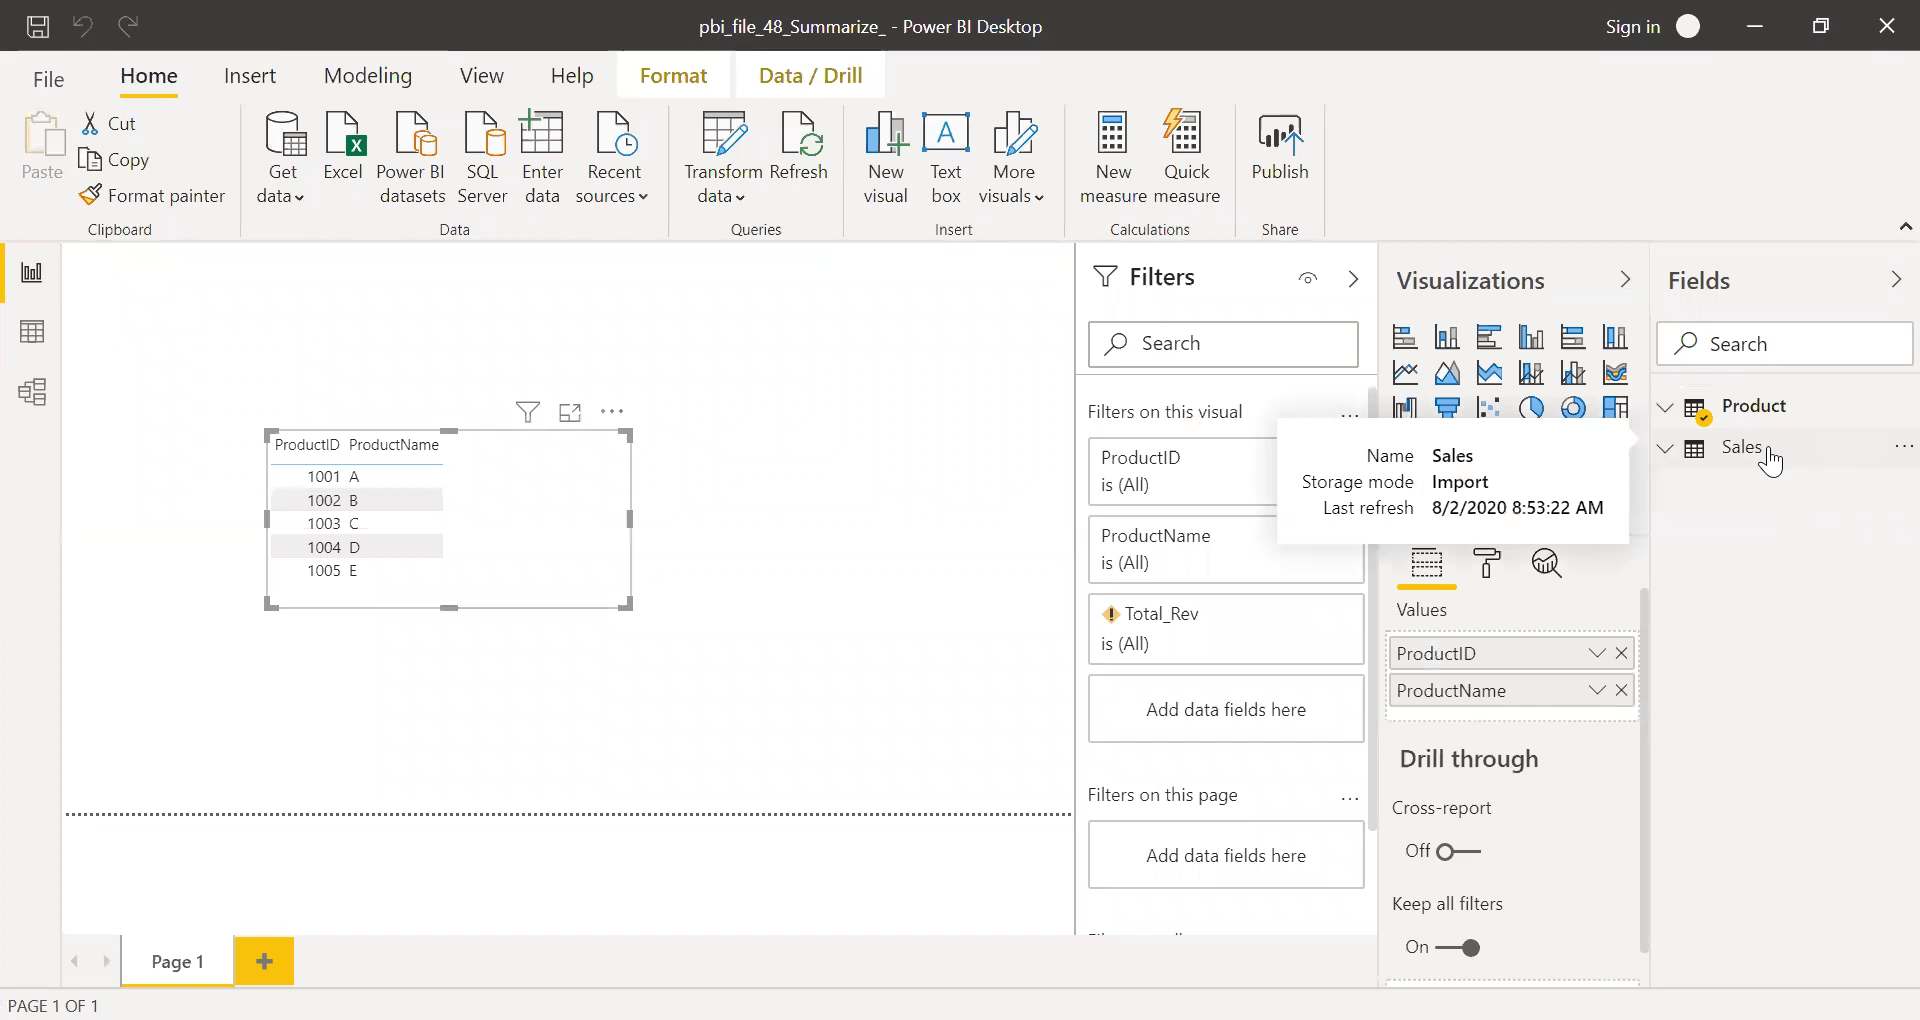 pbi_file_48_Summarize_ - Power BI Desktop
Sign in
File Home Insert Modeling View Help Format Data / Drill
Paste
Cut
Copy
Format painter
Clipboard
Get data
Excel
Power BI datasets
SQL Server
Enter data
Recent sources
Data
Transform data
Refresh
Queries
New visual
Text box
More visuals
Insert
New measure
Quick measure
Calculations
Publish
Share
ProductID ProductName
1001 A
1002 B
1003 C
1004 D
1005 E
Filters
Search
Filters on this visual
ProductID
is (All)
ProductName
is (All)
Total_Rev
is (All)
Add data fields here
Filters on this page
Add data fields here
Visualizations
Name Sales
Storage mode Import
Last refresh 8/2/2020 8:53:22 AM
Values
ProductID
ProductName
Drill through
Cross-report
Off
Keep all filters
On
Fields
Search
Product
Sales
Page 1
PAGE 1 OF 1